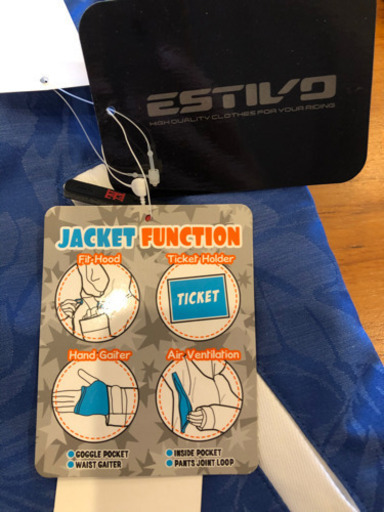 ESTIVO
HIGH QUALITY CLOTHES FOR YOUR RIDING
JACKET FUNCTION
Fit Hood
Ticket Holder
TICKET
Hand Gaiter
Air Ventilation
GOGGLE POCKET
WAIST GAITER
INSIDE POCKET
PANTS JOINT LOOP